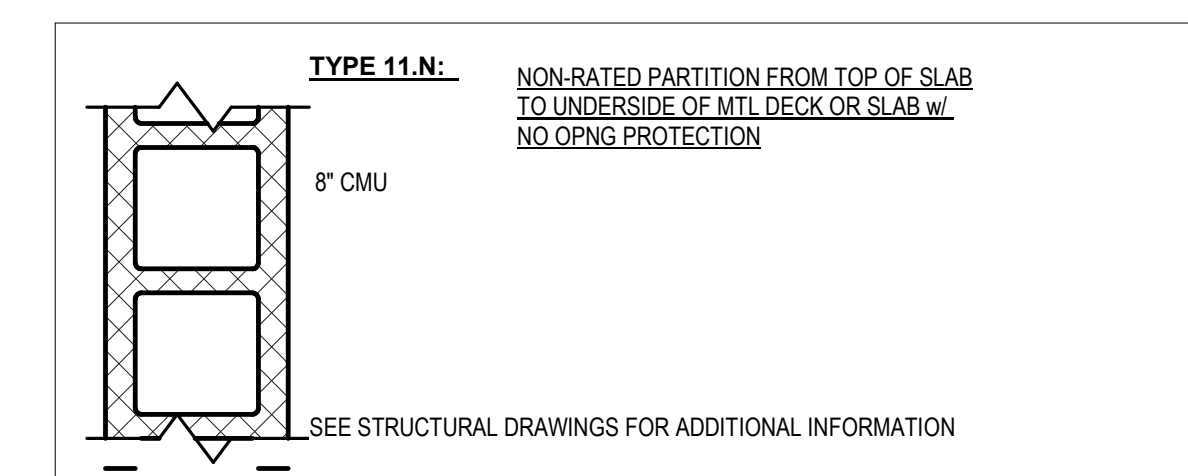 TYPE 11.N:
NON-RATED PARTITION FROM TOP OF SLAB
TO UNDERSIDE OF MTL DECK OR SLAB w/
NO OPNG PROTECTION
8" CMU
SEE STRUCTURAL DRAWINGS FOR ADDITIONAL INFORMATION